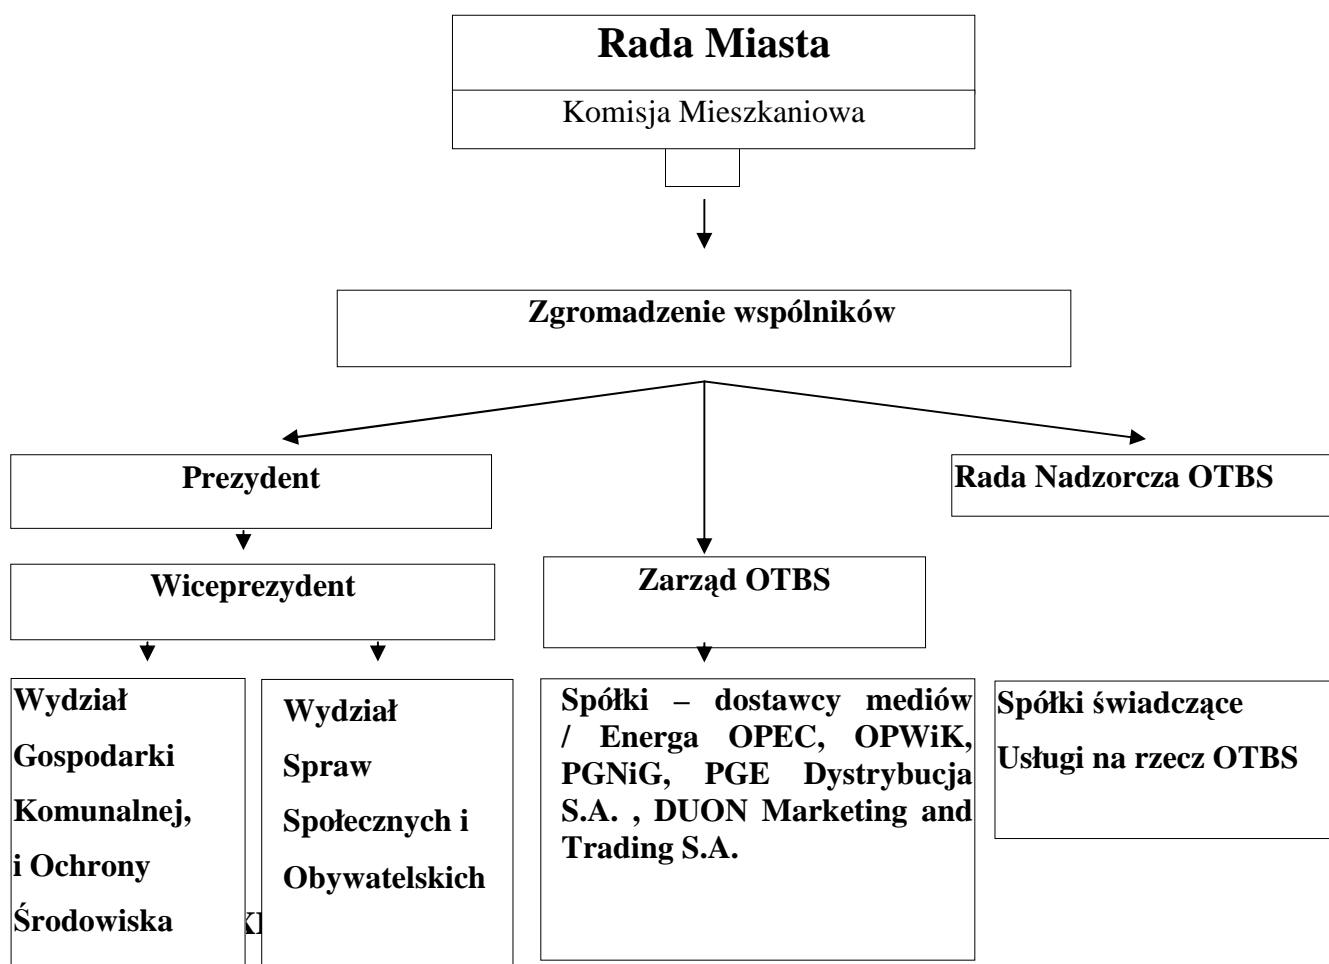 Rada Miasta
Komisja Mieszkaniowa
Zgromadzenie wspólników
Prezydent
Rada Nadzorcza OTBS
Wiceprezydent
Zarząd OTBS
Wydział
Gospodarki
Komunalnej,
i Ochrony
Środowiska
Wydział
Spraw
Społecznych i
Obywatelskich
Spółki – dostawcy mediów
/ Energa OPEC, OPWiK,
PGNiG, PGE Dystrybucja
S.A. , DUON Marketing and
Trading S.A.
Spółki świadczące
Usługi na rzecz OTBS